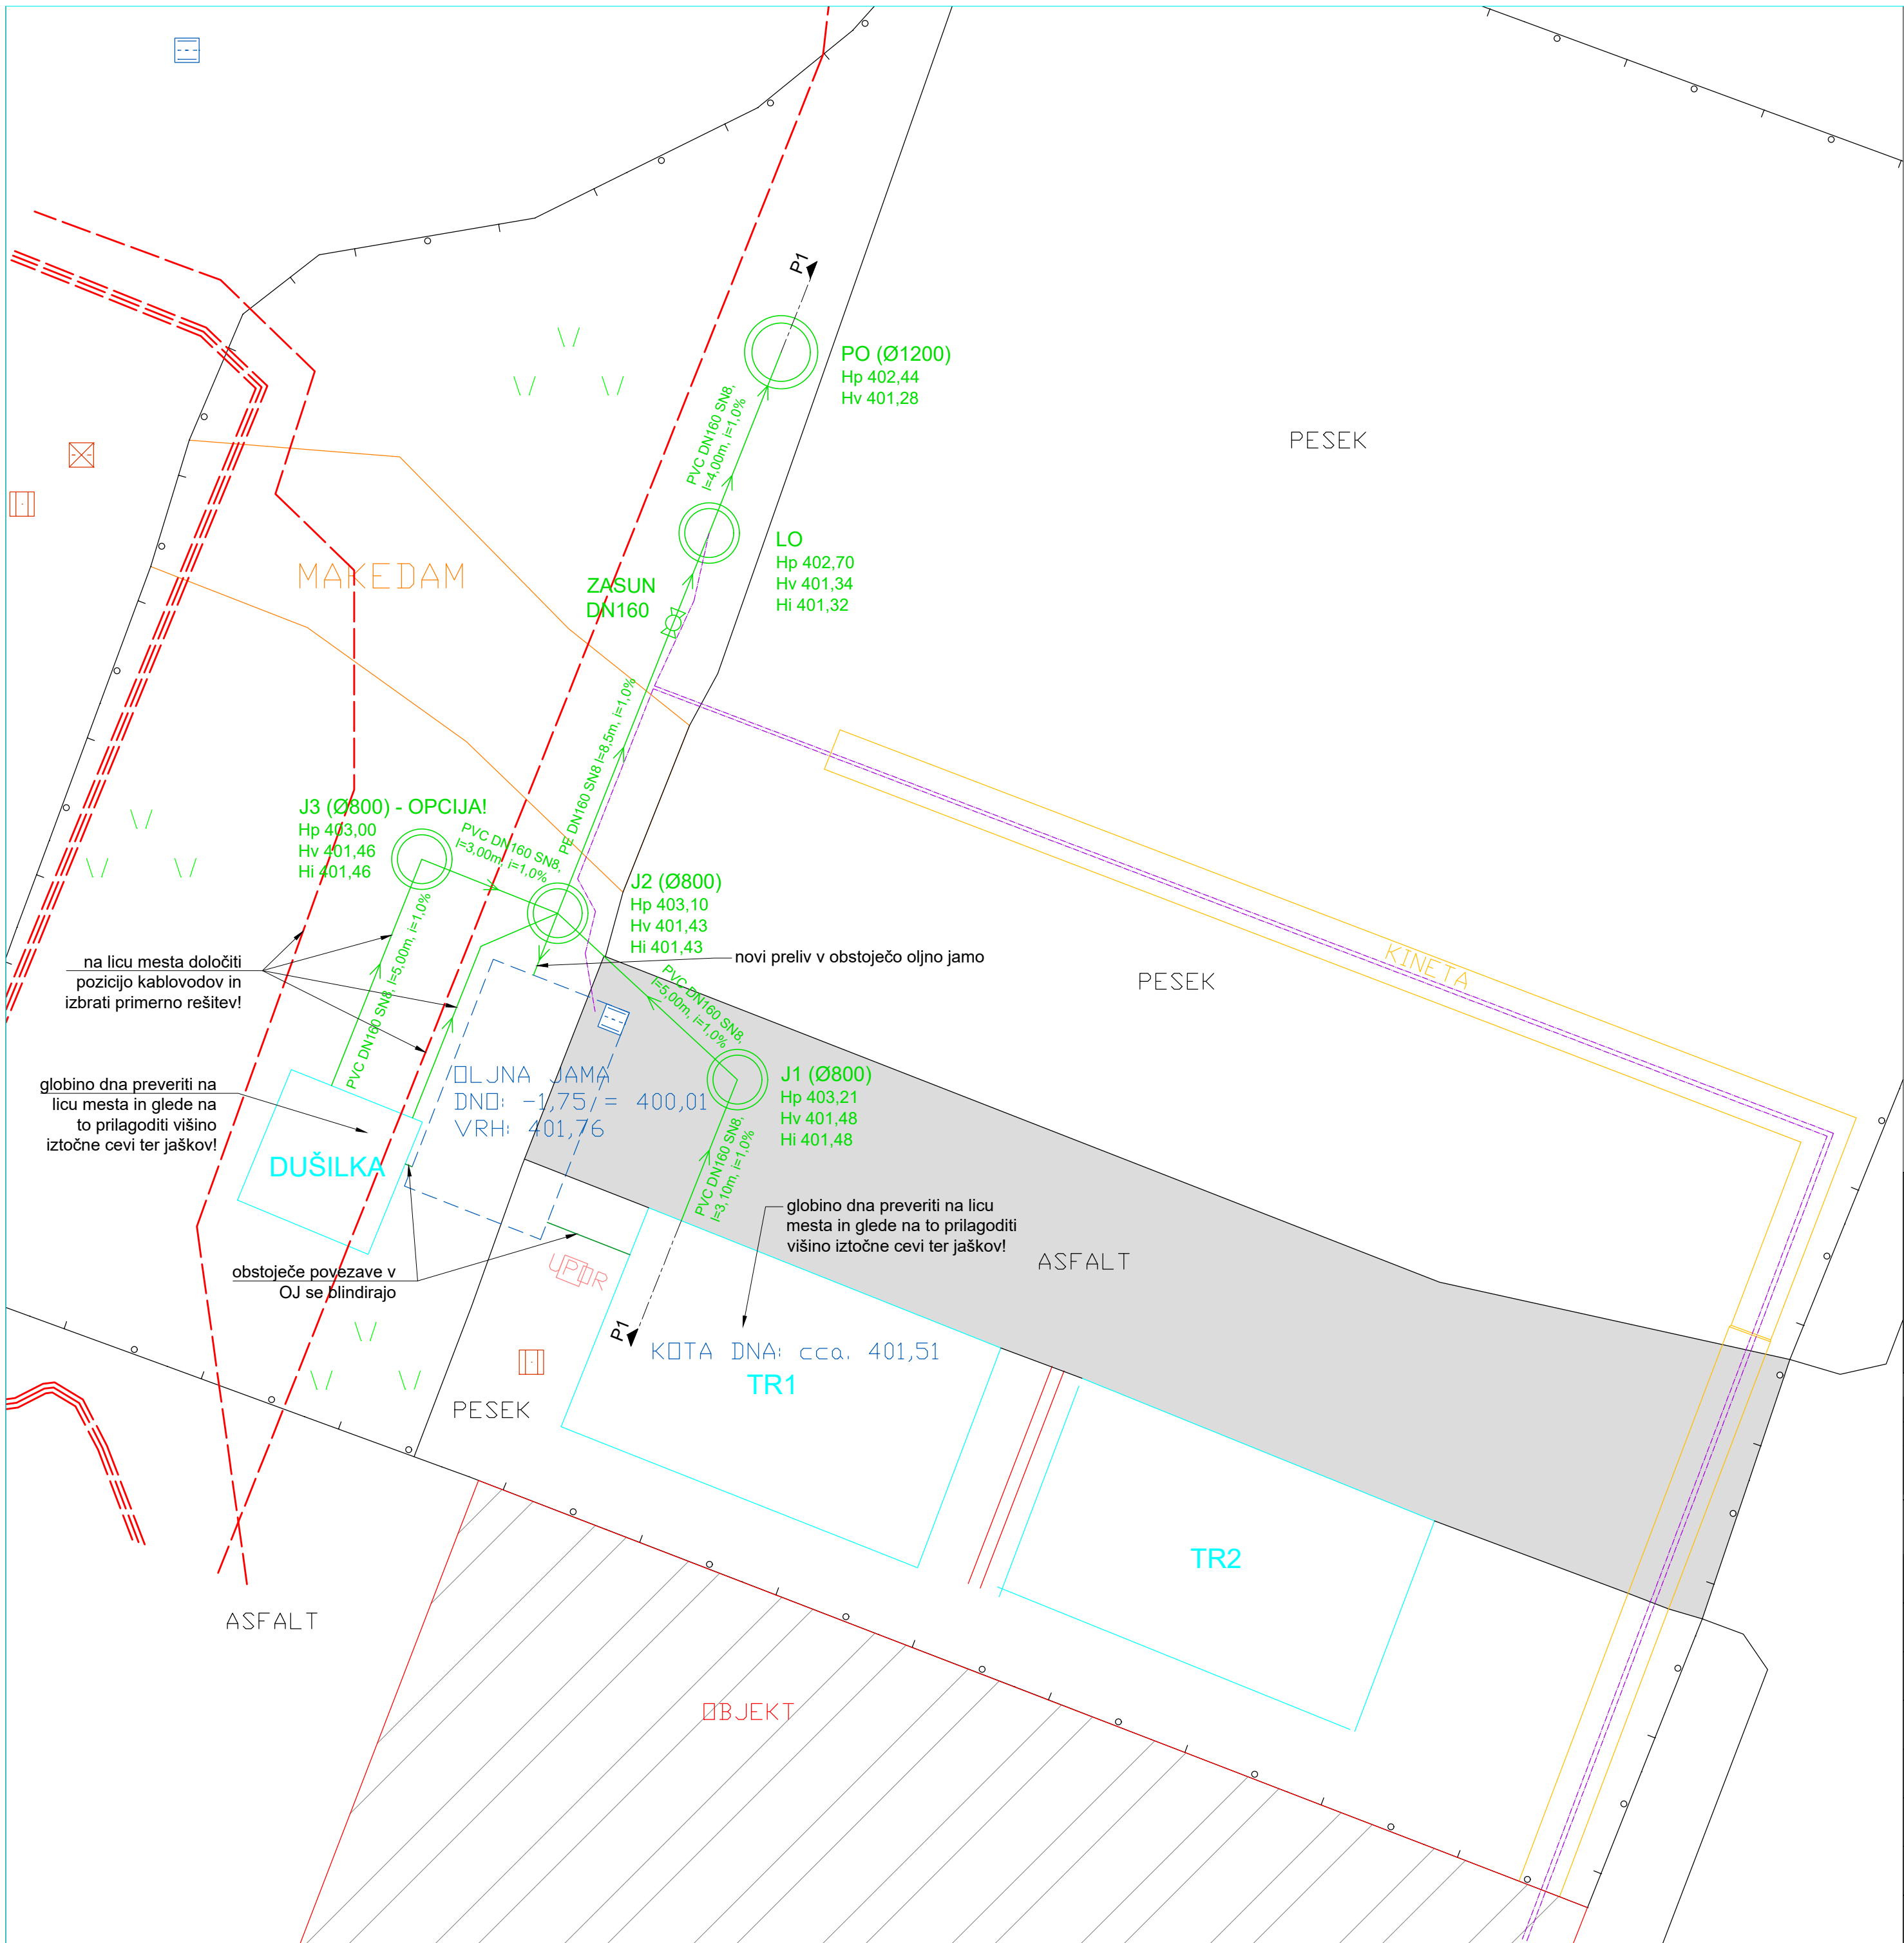 P1
PO (Ø1200)
Hp 402,44
Hv 401,28
PVC DN160 SN8,
l=4,00m, i=1,0%
PESEK
LO
Hp 402,70
Hv 401,34
Hi 401,32
ZASUN
DN160
MAKEDAM
PE DN160 SN8 l=8,5m, i=1,0%
J3 (Ø800) - OPCIJA!
Hp 403,00
Hv 401,46
Hi 401,46
PVC DN160 SN8,
l=3,00m, i=1,0%
J2 (Ø800)
Hp 403,10
Hv 401,43
Hi 401,43
novi preliv v obstoječo oljno jamo
KINETA
PESEK
na licu mesta določiti
pozicijo kablovodov in
izbrati primerno rešitev!
PVC DN160 SN8, l=5,00m, i=1,0%
PVC DN160 SN8,
l=5,00m, i=1,0%
globino dna preveriti na
licu mesta in glede na
to prilagoditi višino
iztočne cevi ter jaškov!
OLJNA JAMA
DNO: -1,75/= 400,01
VRH: 401,76
J1 (Ø800)
Hp 403,21
Hv 401,48
Hi 401,48
DUŠILKA
PVC DN160 SN8,
l=3,10m, i=1,0%
globino dna preveriti na licu
mesta in glede na to prilagoditi
višino iztočne cevi ter jaškov!
ASFALT
obstoječe povezave v
OJ se blindirajo
UPOR
P1
KOTA DNA: cca. 401,51
TR1
PESEK
TR2
ASFALT
OBJEKT